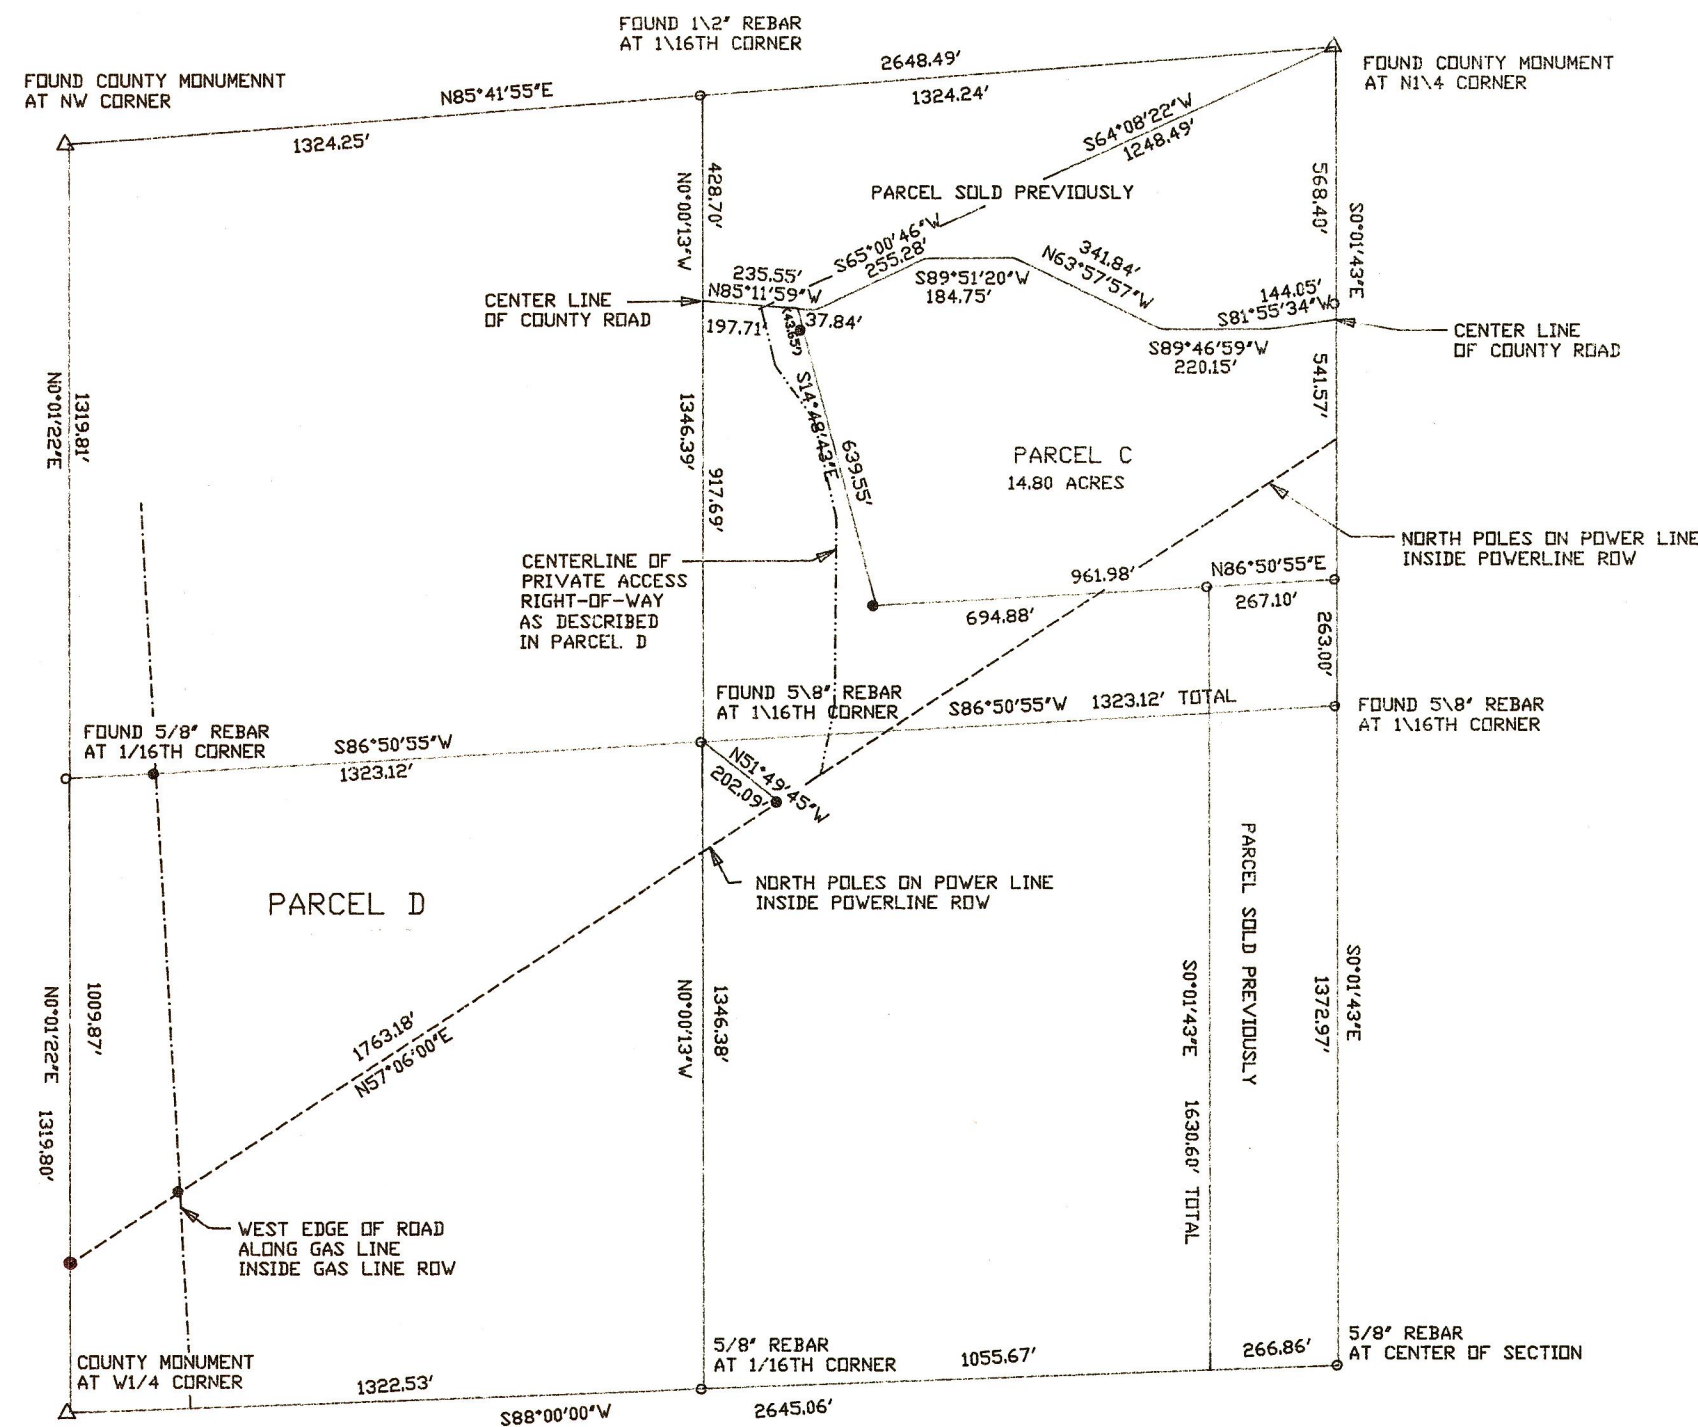 FOUND 1\2" REBAR
AT 1\16TH CORNER
2648.49'
FOUND COUNTY MONUMENNT
AT NW CORNER
N85°41'55"E
1324.25'
1324.24'
FOUND COUNTY MONUMENT
AT N1\4 CORNER
S64°08'22"W
1248.49'
PARCEL SOLD PREVIOUSLY
428.70'
N0°00'13"W
568.40'
S0°01'43"E
S65°00'46"W
255.28'
235.55'
N85°11'59"W
197.71'
37.84'
(43.65')
S89°51'20"W
184.75'
341.84'
N63°57'57"W
144.05'
S81°55'34"W
S89°46'59"W
220.15'
CENTER LINE
OF COUNTY ROAD
CENTER LINE
OF COUNTY ROAD
541.57'
1319.81'
N0°01'22"E
1346.39'
917.69'
S14°48'43"E
639.55'
PARCEL C
14.80 ACRES
NORTH POLES ON POWER LINE
INSIDE POWERLINE ROW
CENTERLINE OF
PRIVATE ACCESS
RIGHT-OF-WAY
AS DESCRIBED
IN PARCEL D
961.98'
N86°50'55"E
694.88'
267.10'
263.00'
FOUND 5\8" REBAR
AT 1\16TH CORNER
S86°50'55"W 1323.12' TOTAL
FOUND 5\8" REBAR
AT 1\16TH CORNER
FOUND 5/8" REBAR
AT 1/16TH CORNER
S86°50'55"W
1323.12'
N51°49'45"W
202.09'
NORTH POLES ON POWER LINE
INSIDE POWERLINE ROW
PARCEL D
PARCEL SOLD PREVIOUSLY
1009.87'
N0°01'22"E
1319.80'
1763.18'
N57°06'00"E
1346.38'
N0°00'13"W
S0°01'43"E 1630.60' TOTAL
S0°01'43"E
1372.97'
WEST EDGE OF ROAD
ALONG GAS LINE
INSIDE GAS LINE ROW
COUNTY MONUMENT
AT W1/4 CORNER
1322.53'
5/8" REBAR
AT 1/16TH CORNER
1055.67'
266.86'
5/8" REBAR
AT CENTER OF SECTION
S88°00'00"W
2645.06'